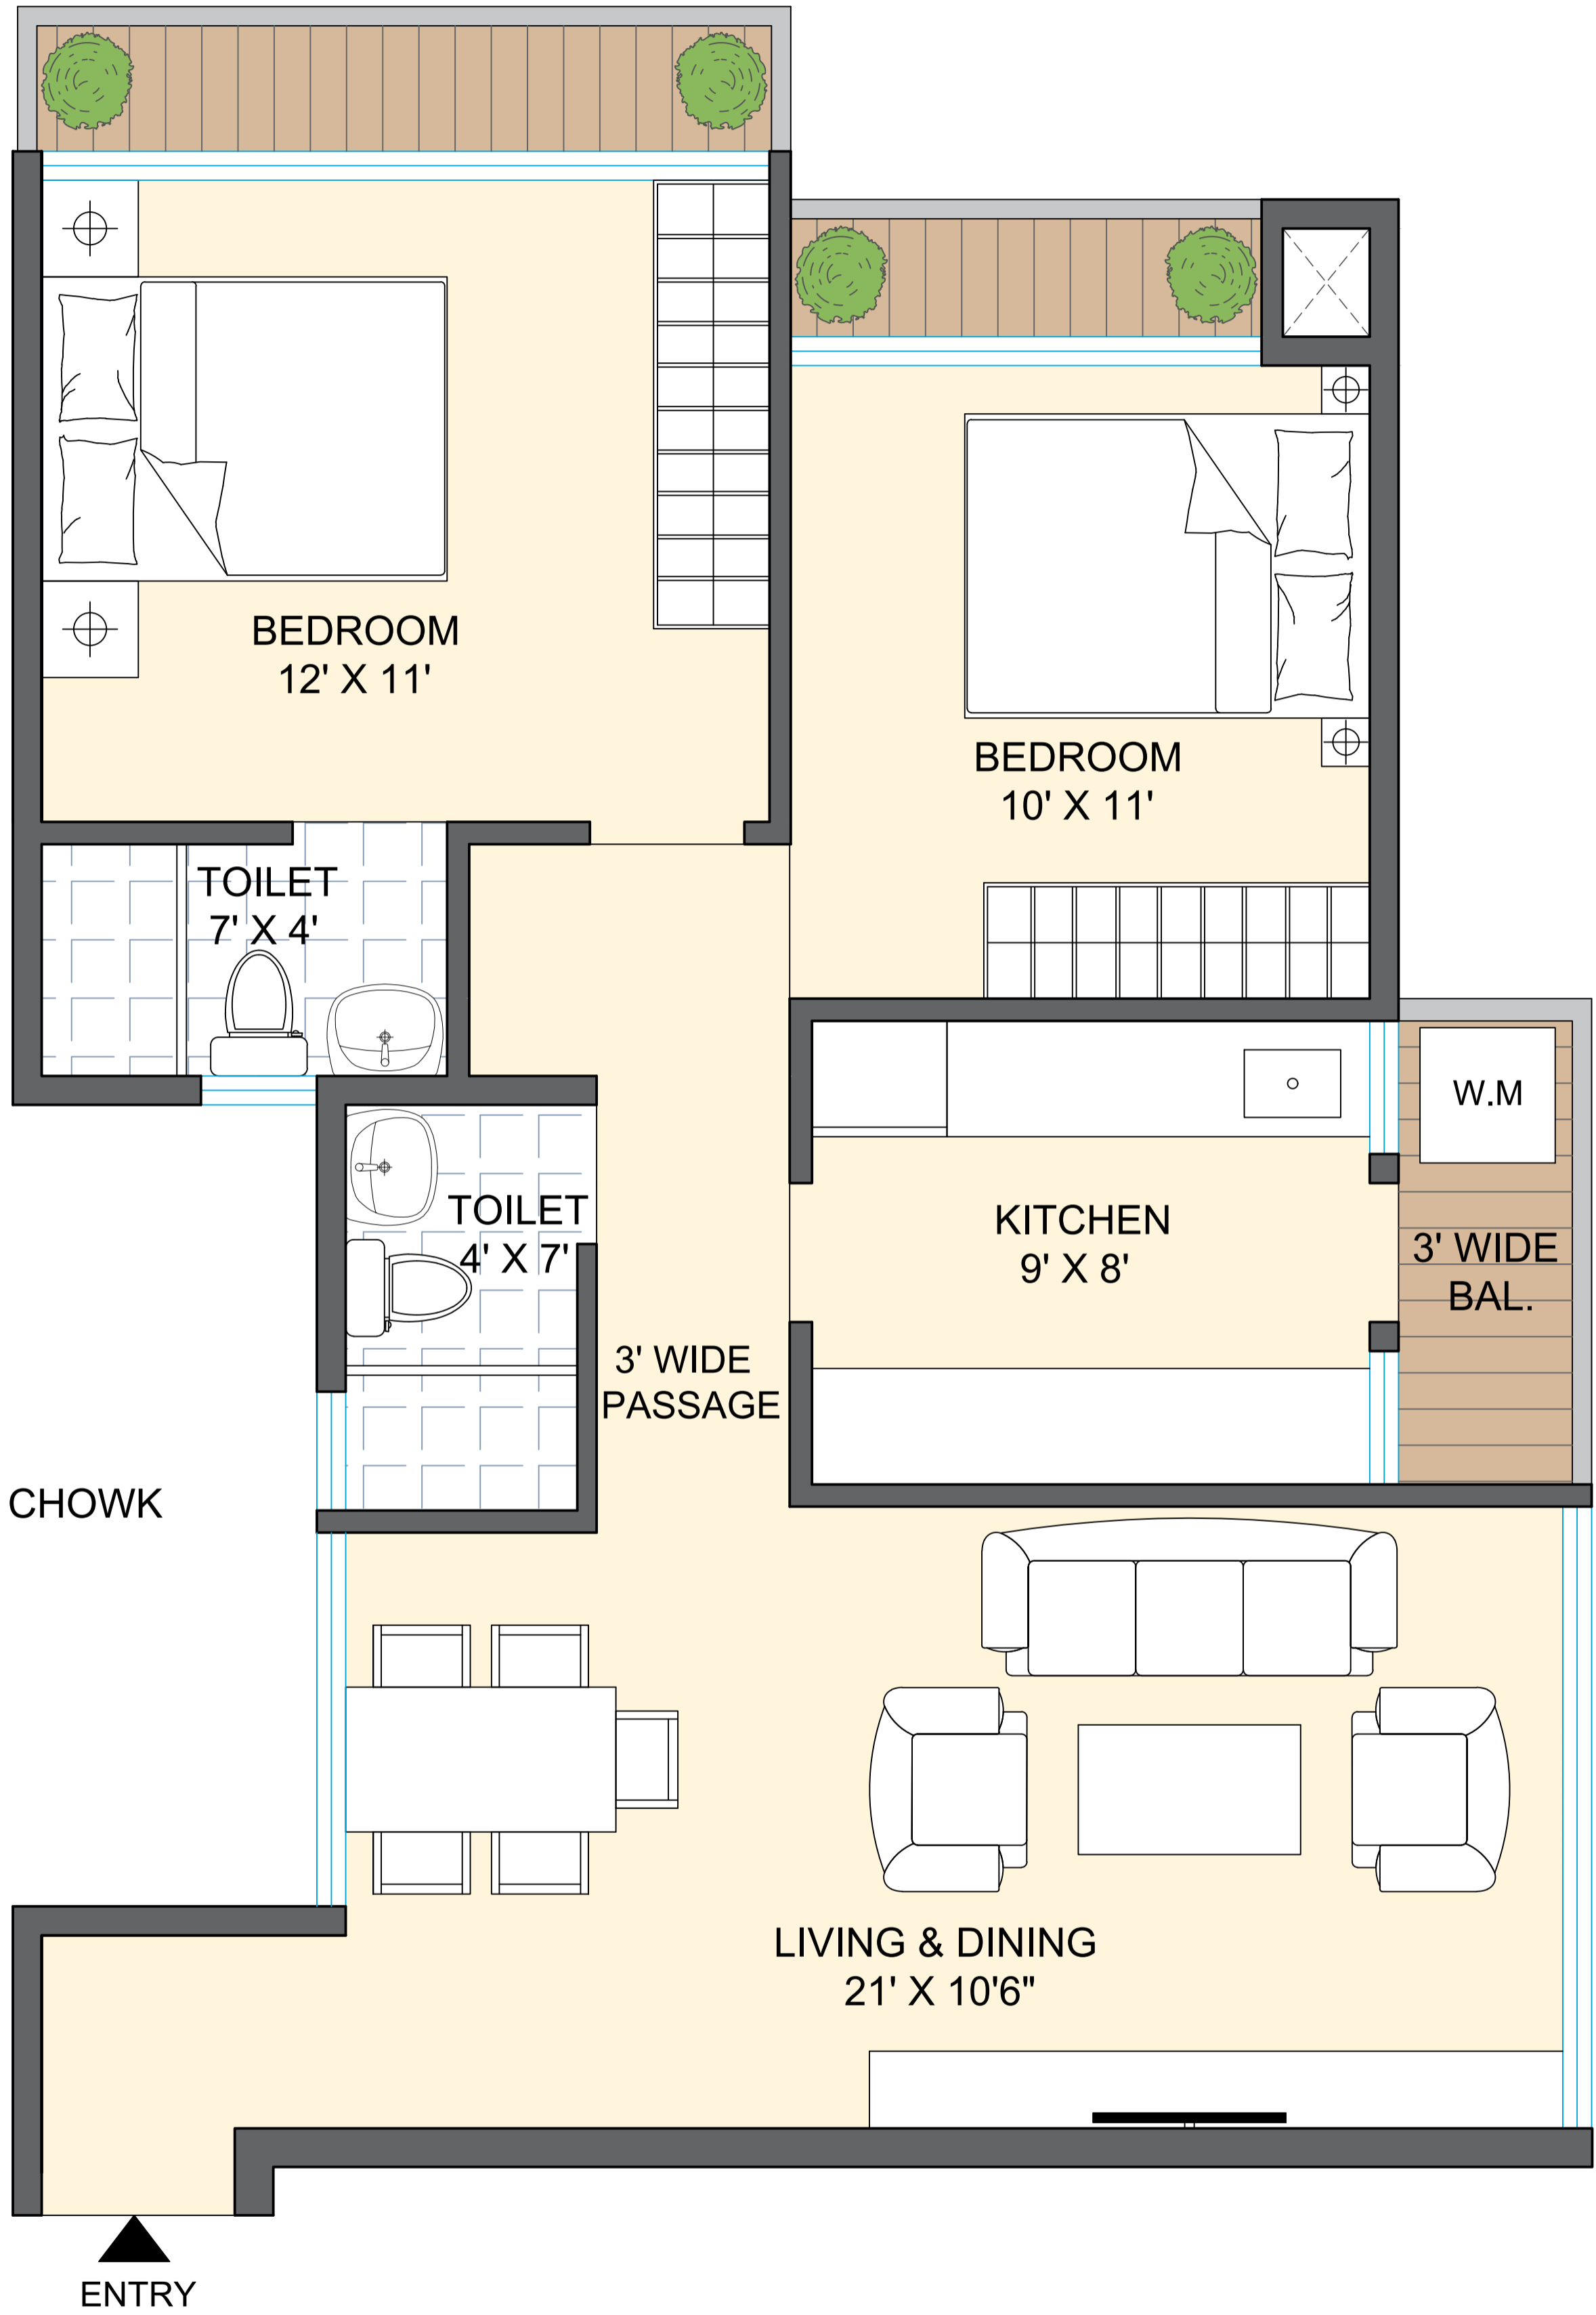 BEDROOM
12' X 11'
BEDROOM
10' X 11'
TOILET
7' X 4'
W.M
TOILET
4' X 7'
KITCHEN
9' X 8'
3' WIDE
BAL.
3' WIDE
PASSAGE
CHOWK
LIVING & DINING
21' X 10'6"
ENTRY